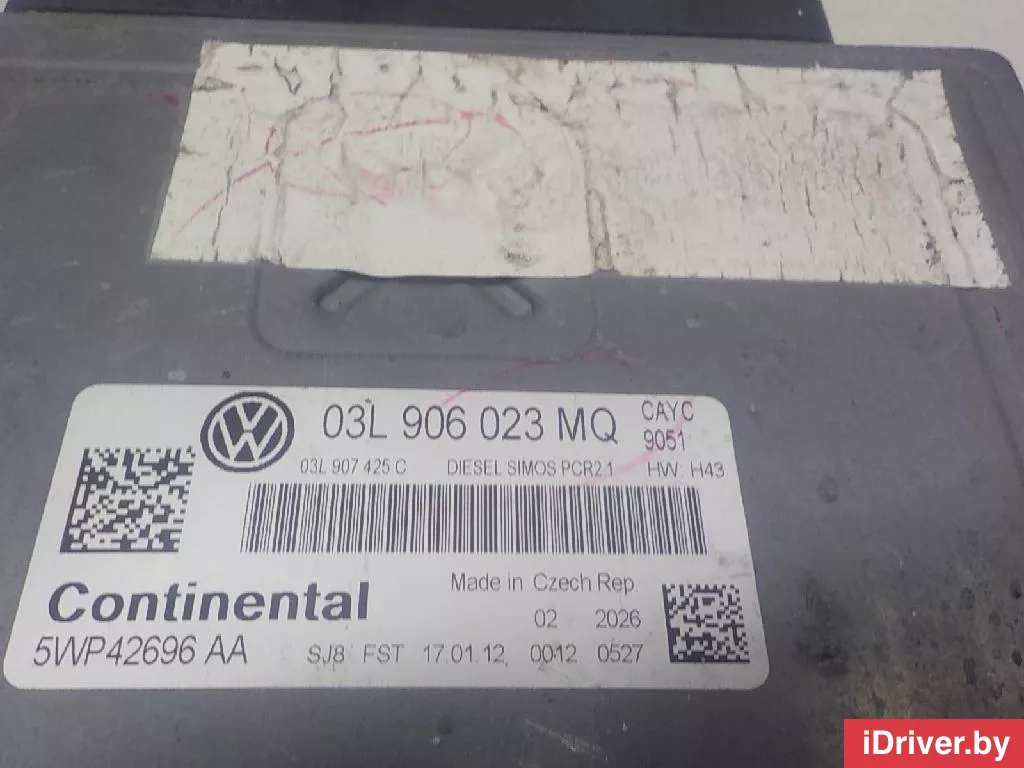 03L 906 023 MQ
CAYC
9051
03L 907 425 C DIESEL SIMOS PCR2.1 HW: H43
Made in Czech Rep.
Continental
02 2026
5WP42696 AA
SJ8 FST 17.01.12 0012 0527
iDriver.by